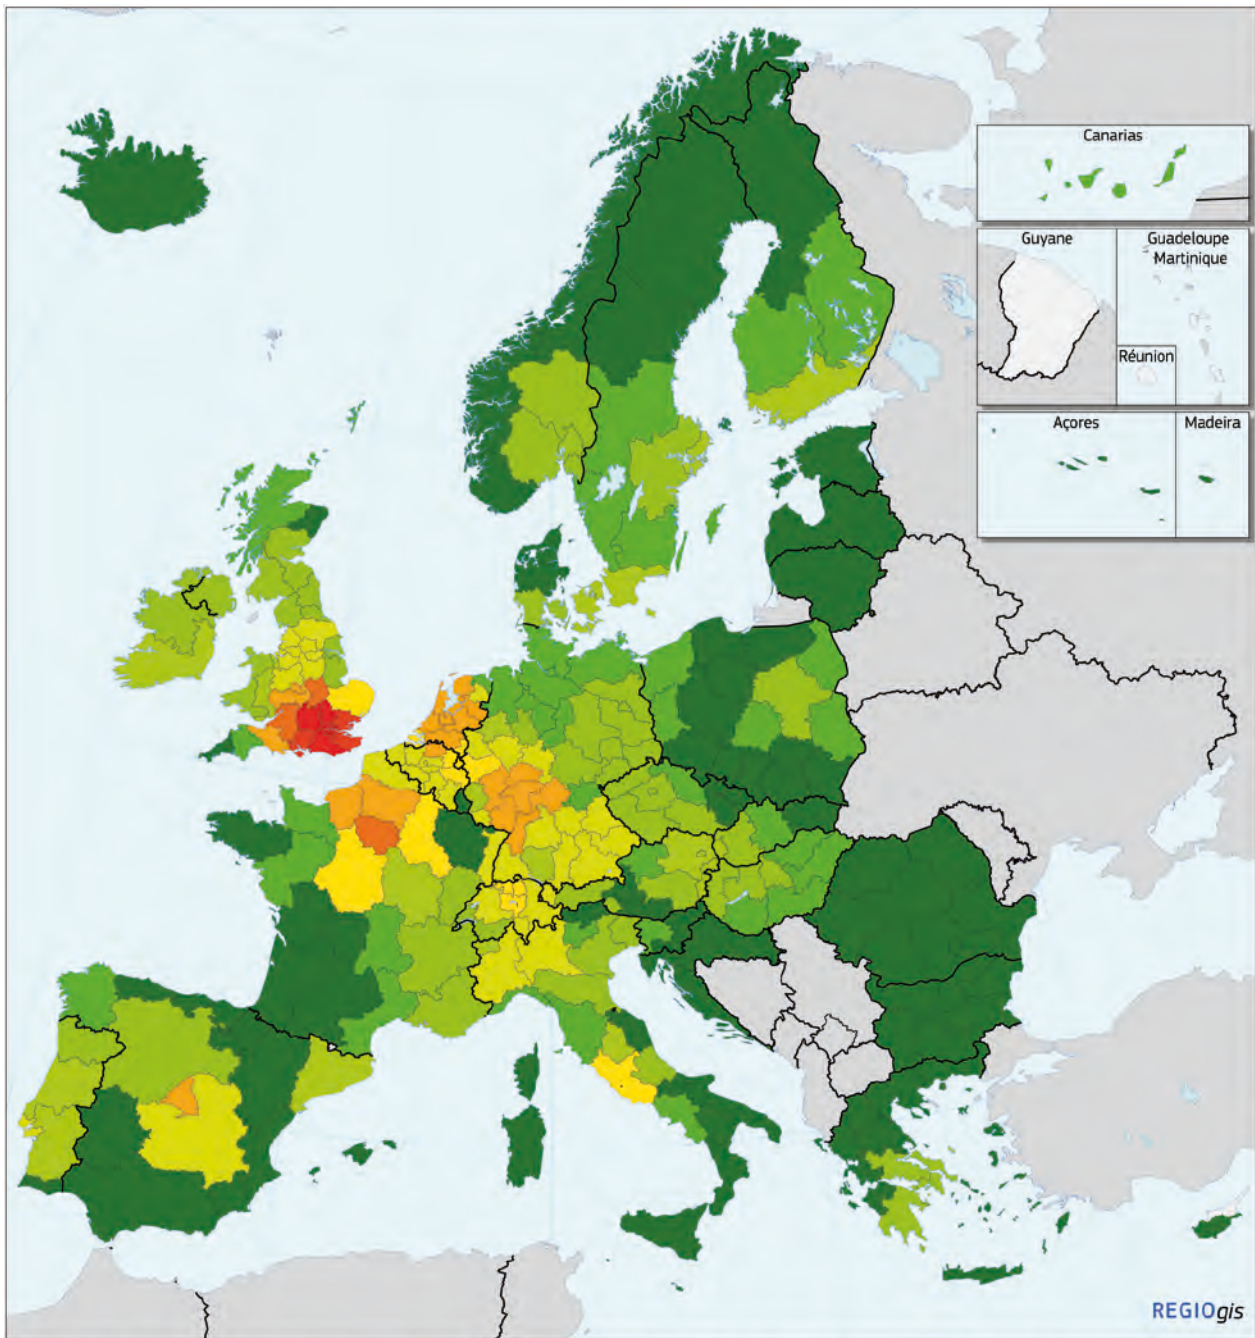 Canarias
Guyane
Guadeloupe
Martinique
Réunion
Açores
Madeira
REGIOgis